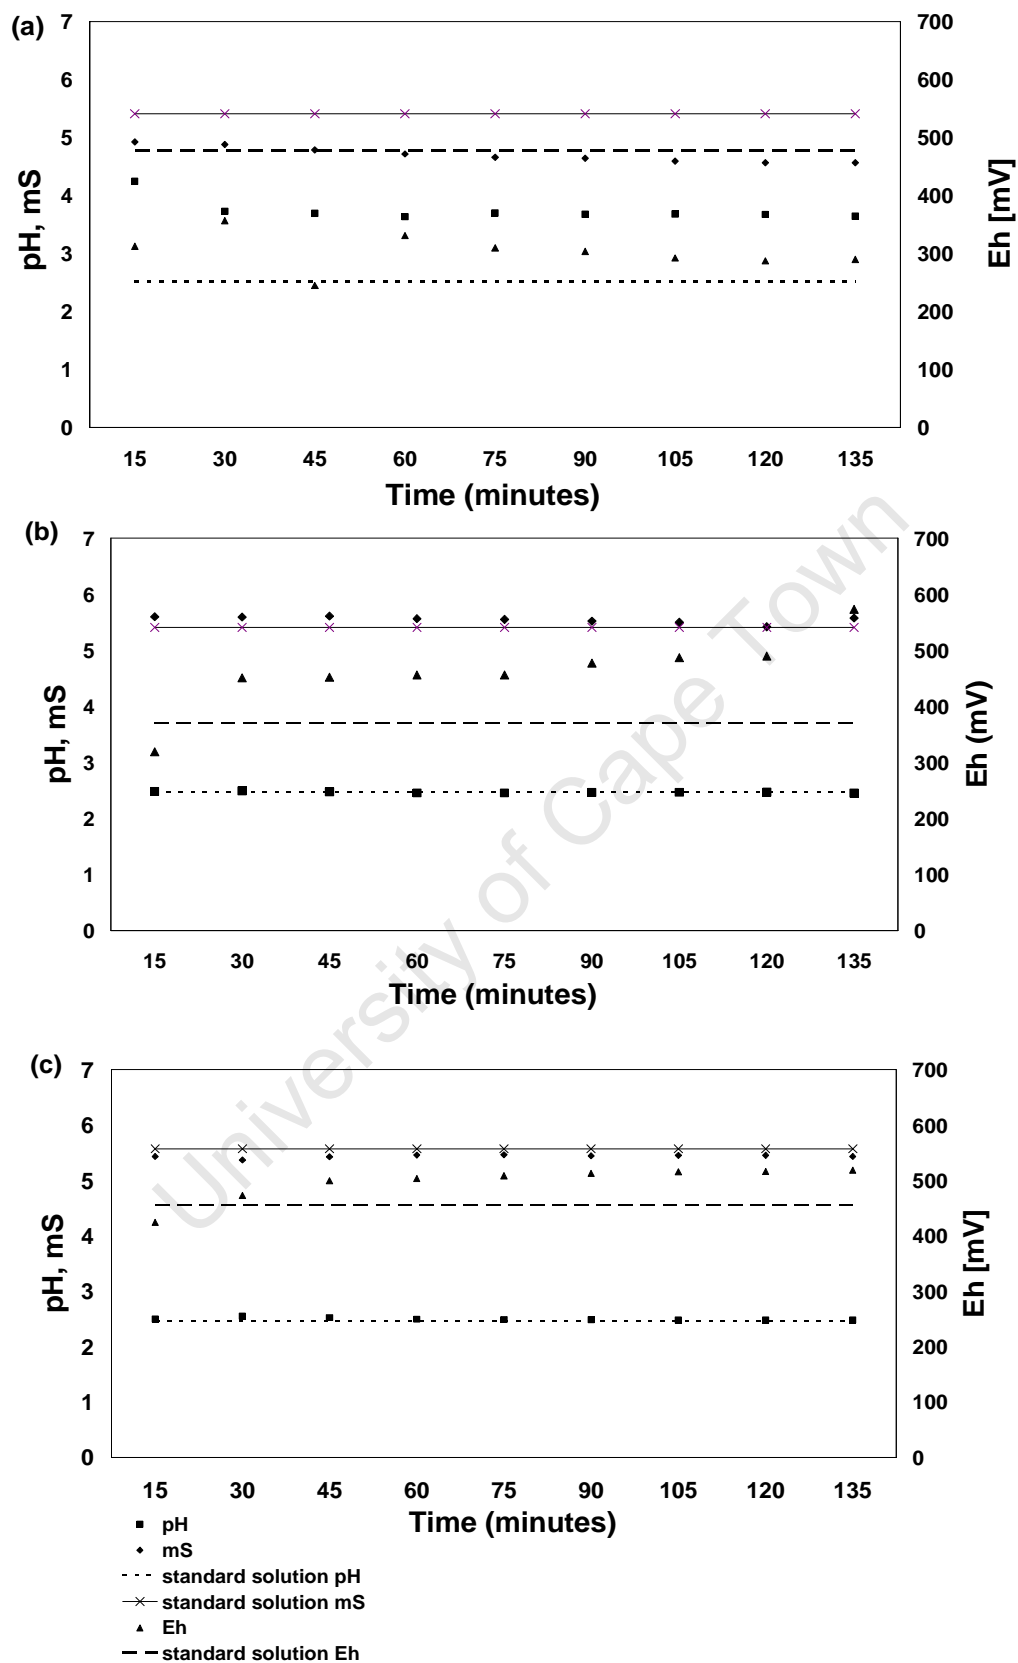 (a)
7
6
5
4
3
2
1
0
pH, mS
700
600
500
400
300
200
100
0
Eh [mV]
15 30 45 60 75 90 105 120 135
Time (minutes)
(b)
7
6
5
4
3
2
1
0
pH, mS
700
600
500
400
300
200
100
0
Eh (mV)
15 30 45 60 75 90 105 120 135
Time (minutes)
(c)
7
6
5
4
3
2
1
0
pH, mS
700
600
500
400
300
200
100
0
Eh [mV]
15 30 45 60 75 90 105 120 135
Time (minutes)
pH
mS
standard solution pH
standard solution mS
Eh
standard solution Eh
University of Cape Town